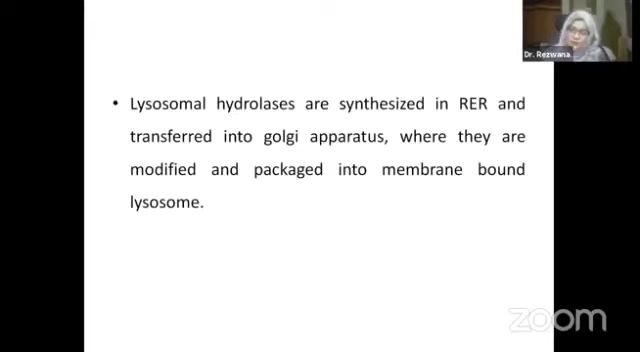 Dr. Rezwana
• Lysosomal hydrolases are synthesized in RER and
transferred into golgi apparatus, where they are
modified and packaged into membrane bound
lysosome.
zoom